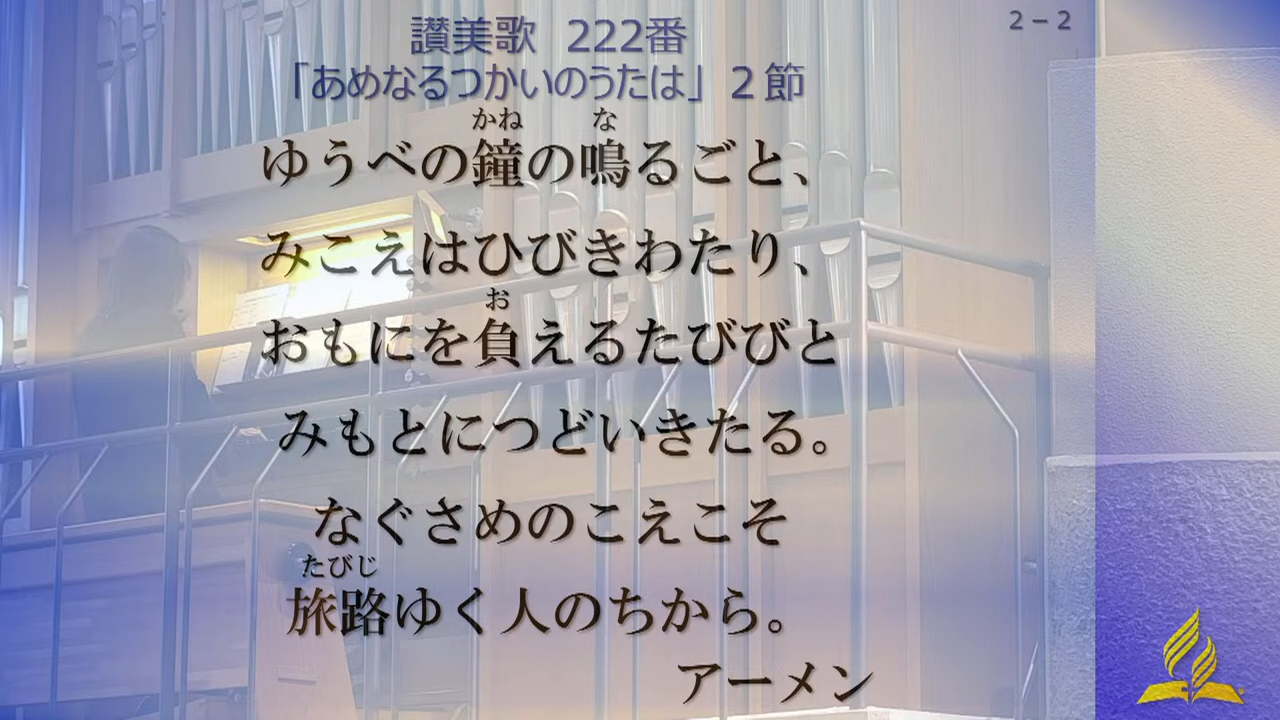 2−2
讃美歌 222番
「あめなるつかいのうたは」２節
かね な
ゆうべの鐘の鳴るごと、
みこえはひびきわたり、
お
おもにを負えるたびびと
みもとにつどいきたる。
なぐさめのこえこそ
たびじ
旅路ゆく人のちから。
アーメン